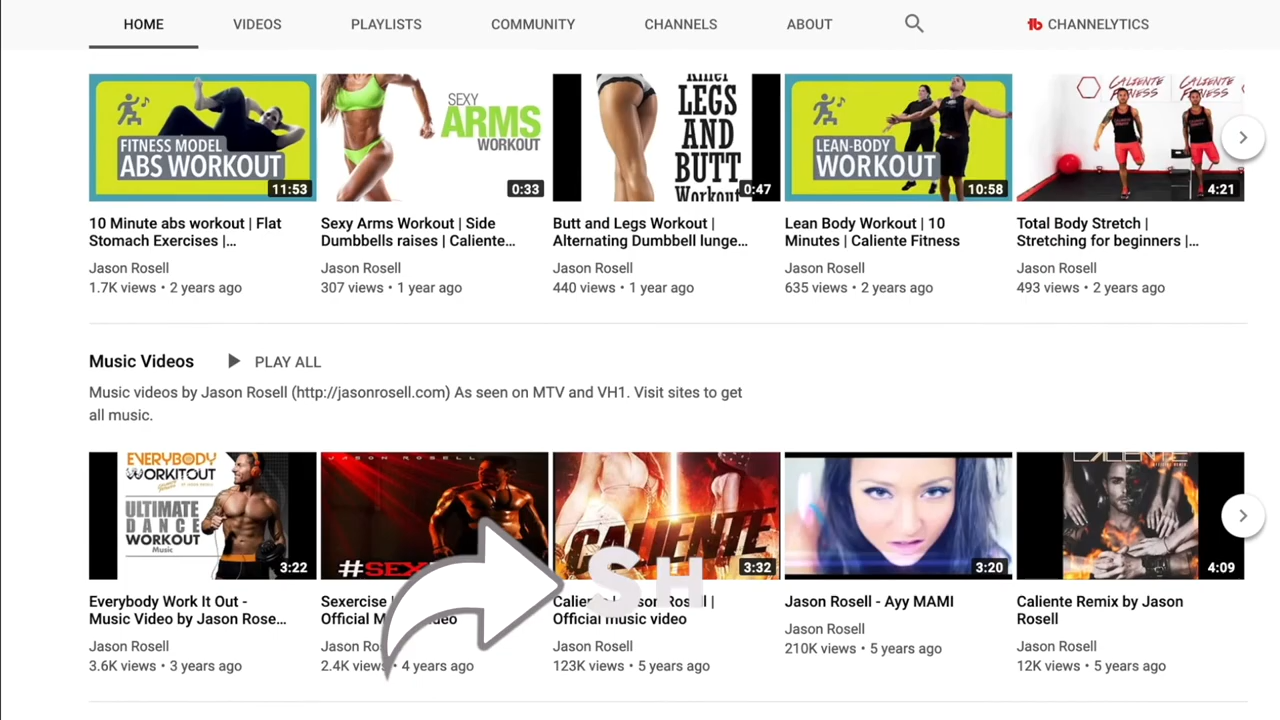 HOME VIDEOS PLAYLISTS COMMUNITY CHANNELS ABOUT CHANNELYTICS
FITNESS MODEL
ABS WORKOUT
11:53
SEXY
ARMS
WORKOUT
0:33
LEGS
AND
BUTT
Workout
0:47
LEAN-BODY
WORKOUT
10:58
CALIENTE
FITNESS
CALIENTE
FITNESS
4:21
10 Minute abs workout | Flat
Stomach Exercises |...
Jason Rosell
1.7K views • 2 years ago
Sexy Arms Workout | Side
Dumbbells raises | Caliente...
Jason Rosell
307 views • 1 year ago
Butt and Legs Workout |
Alternating Dumbbell lunge...
Jason Rosell
440 views • 1 year ago
Lean Body Workout | 10
Minutes | Caliente Fitness
Jason Rosell
635 views • 2 years ago
Total Body Stretch |
Stretching for beginners |...
Jason Rosell
493 views • 2 years ago
Music Videos PLAY ALL
Music videos by Jason Rosell (http://jasonrosell.com) As seen on MTV and VH1. Visit sites to get
all music.
EVERYBODY
WORKITOUT
ULTIMATE
DANCE
WORKOUT
Music
3:22
JASON ROSELL
#SEX
CALIENTE
3:32
3:20
CALIENTE
4:09
SH
Everybody Work It Out -
Music Video by Jason Rose...
Jason Rosell
3.6K views • 3 years ago
Sexercise
Official
Jason
2.4K views • 4 years ago
Official music video
Jason Rosell
123K views • 5 years ago
Jason Rosell - Ayy MAMI
Jason Rosell
210K views • 5 years ago
Caliente Remix by Jason
Rosell
Jason Rosell
12K views • 5 years ago